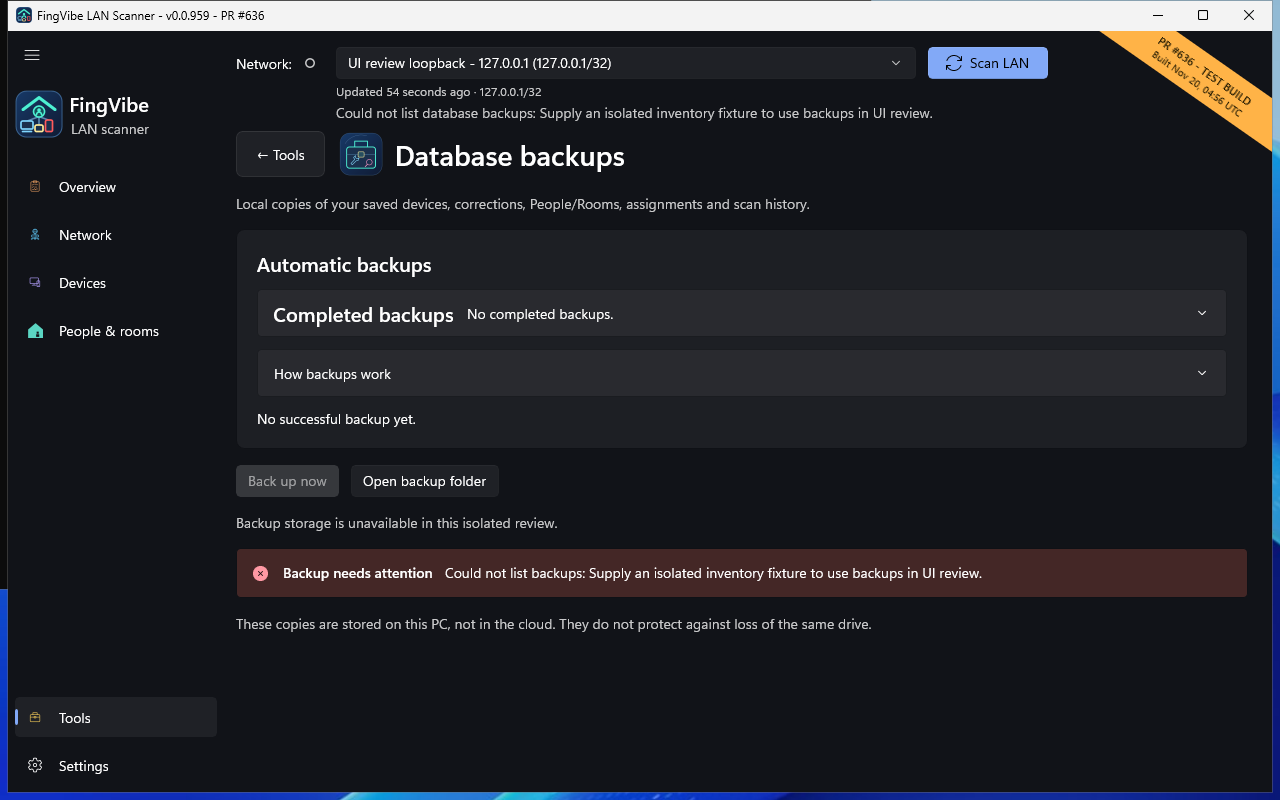 FingVibe LAN Scanner - v0.0.959 - PR #636
Network:
UI review loopback - 127.0.0.1 (127.0.0.1/32)
Scan LAN
PR #636 - TEST BUILD
Built Nov 20, 04:56 UTC
Updated 54 seconds ago · 127.0.0.1/32
Could not list database backups: Supply an isolated inventory fixture to use backups in UI review.
FingVibe
LAN scanner
Overview
Network
Devices
People & rooms
Tools
Settings
← Tools
Database backups
Local copies of your saved devices, corrections, People/Rooms, assignments and scan history.
Automatic backups
Completed backups No completed backups.
How backups work
No successful backup yet.
Back up now
Open backup folder
Backup storage is unavailable in this isolated review.
Backup needs attention Could not list backups: Supply an isolated inventory fixture to use backups in UI review.
These copies are stored on this PC, not in the cloud. They do not protect against loss of the same drive.